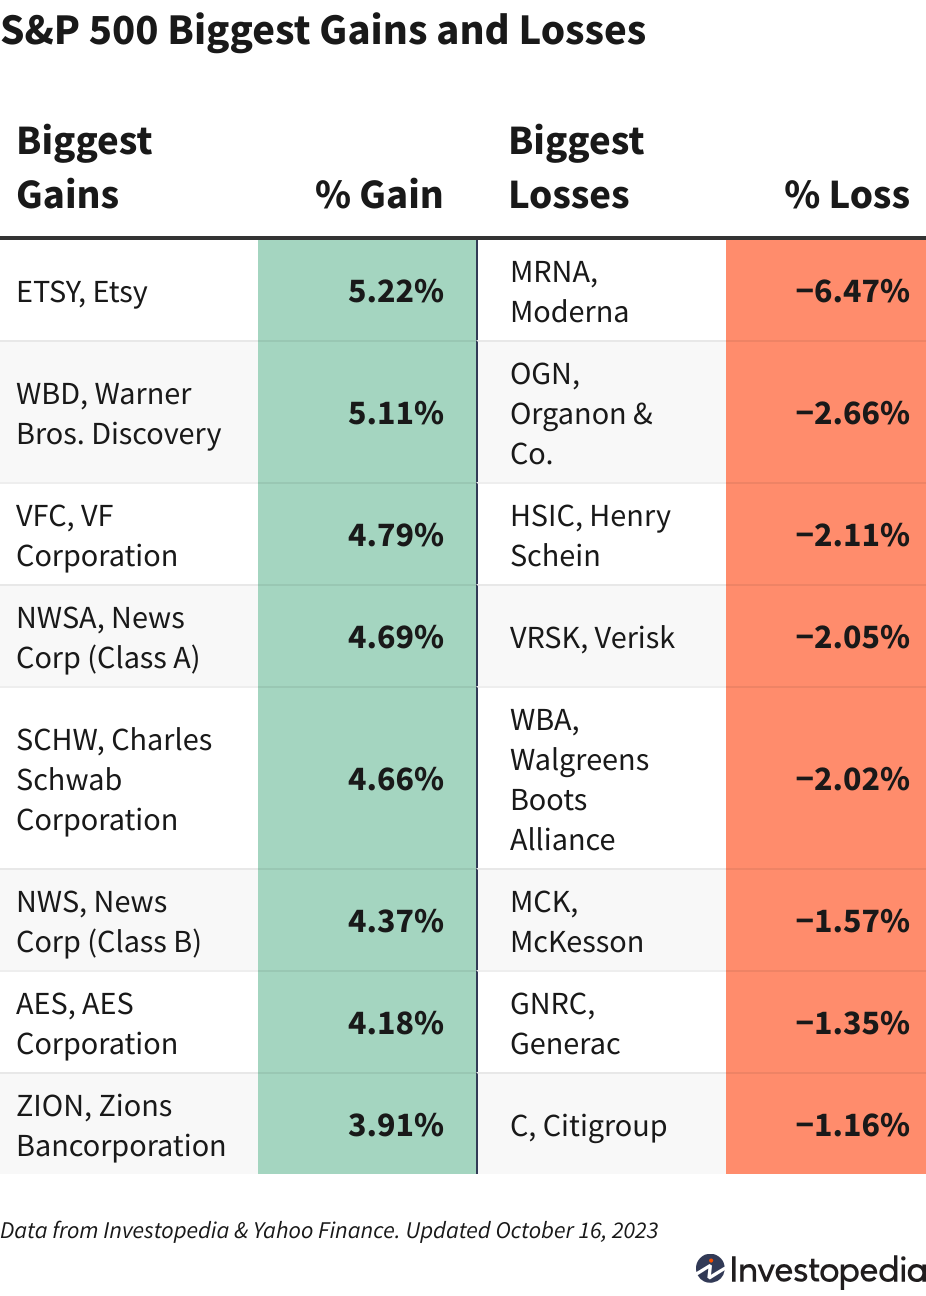 S&P 500 Biggest Gains and Losses
Biggest
Gains
% Gain
Biggest
Losses
% Loss
ETSY, Etsy
5.22%
MRNA,
Moderna
−6.47%
WBD, Warner
Bros. Discovery
5.11%
OGN,
Organon &
Co.
−2.66%
VFC, VF
Corporation
4.79%
HSIC, Henry
Schein
−2.11%
NWSA, News
Corp (Class A)
4.69%
VRSK, Verisk
−2.05%
SCHW, Charles
Schwab
Corporation
4.66%
WBA,
Walgreens
Boots
Alliance
−2.02%
NWS, News
Corp (Class B)
4.37%
MCK,
McKesson
−1.57%
AES, AES
Corporation
4.18%
GNRC,
Generac
−1.35%
ZION, Zions
Bancorporation
3.91%
C, Citigroup
−1.16%
Data from Investopedia & Yahoo Finance. Updated October 16, 2023
Investopedia